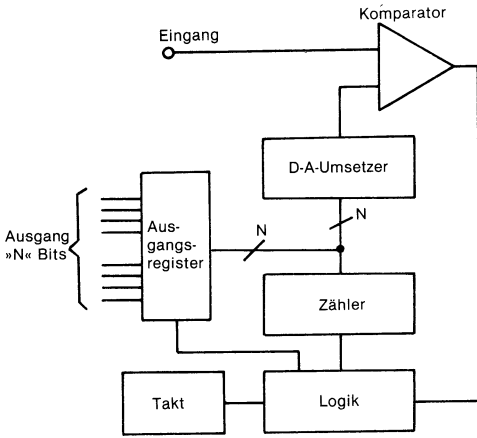 Komparator
Eingang
D-A-Umsetzer
N
N
Ausgang
»N« Bits
Aus-
gangs-
register
Zähler
Takt
Logik